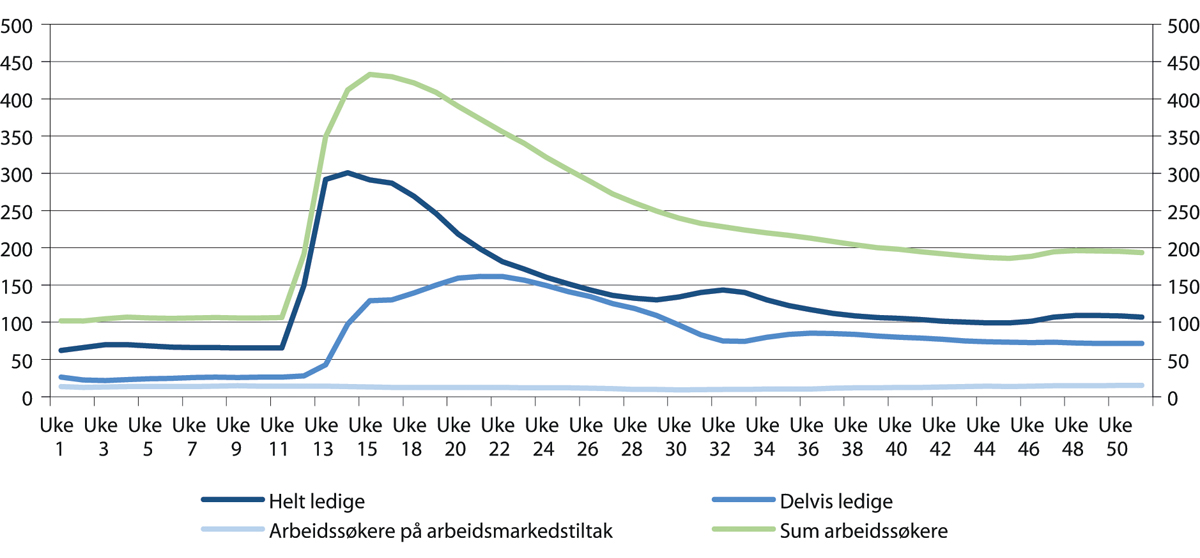 500 500
450 450
400 400
350 350
300 300
250 250
200 200
150 150
100 100
50 50
0 0
Uke Uke Uke Uke Uke Uke Uke Uke Uke Uke Uke Uke Uke Uke Uke Uke Uke Uke Uke Uke Uke Uke Uke Uke Uke
1 3 5 7 9 11 13 15 18 20 22 24 26 28 30 32 34 36 38 40 42 44 46 48 50
Helt ledige Delvis ledige
Arbeidssøkere på arbeidsmarkedstiltak Sum arbeidssøkere